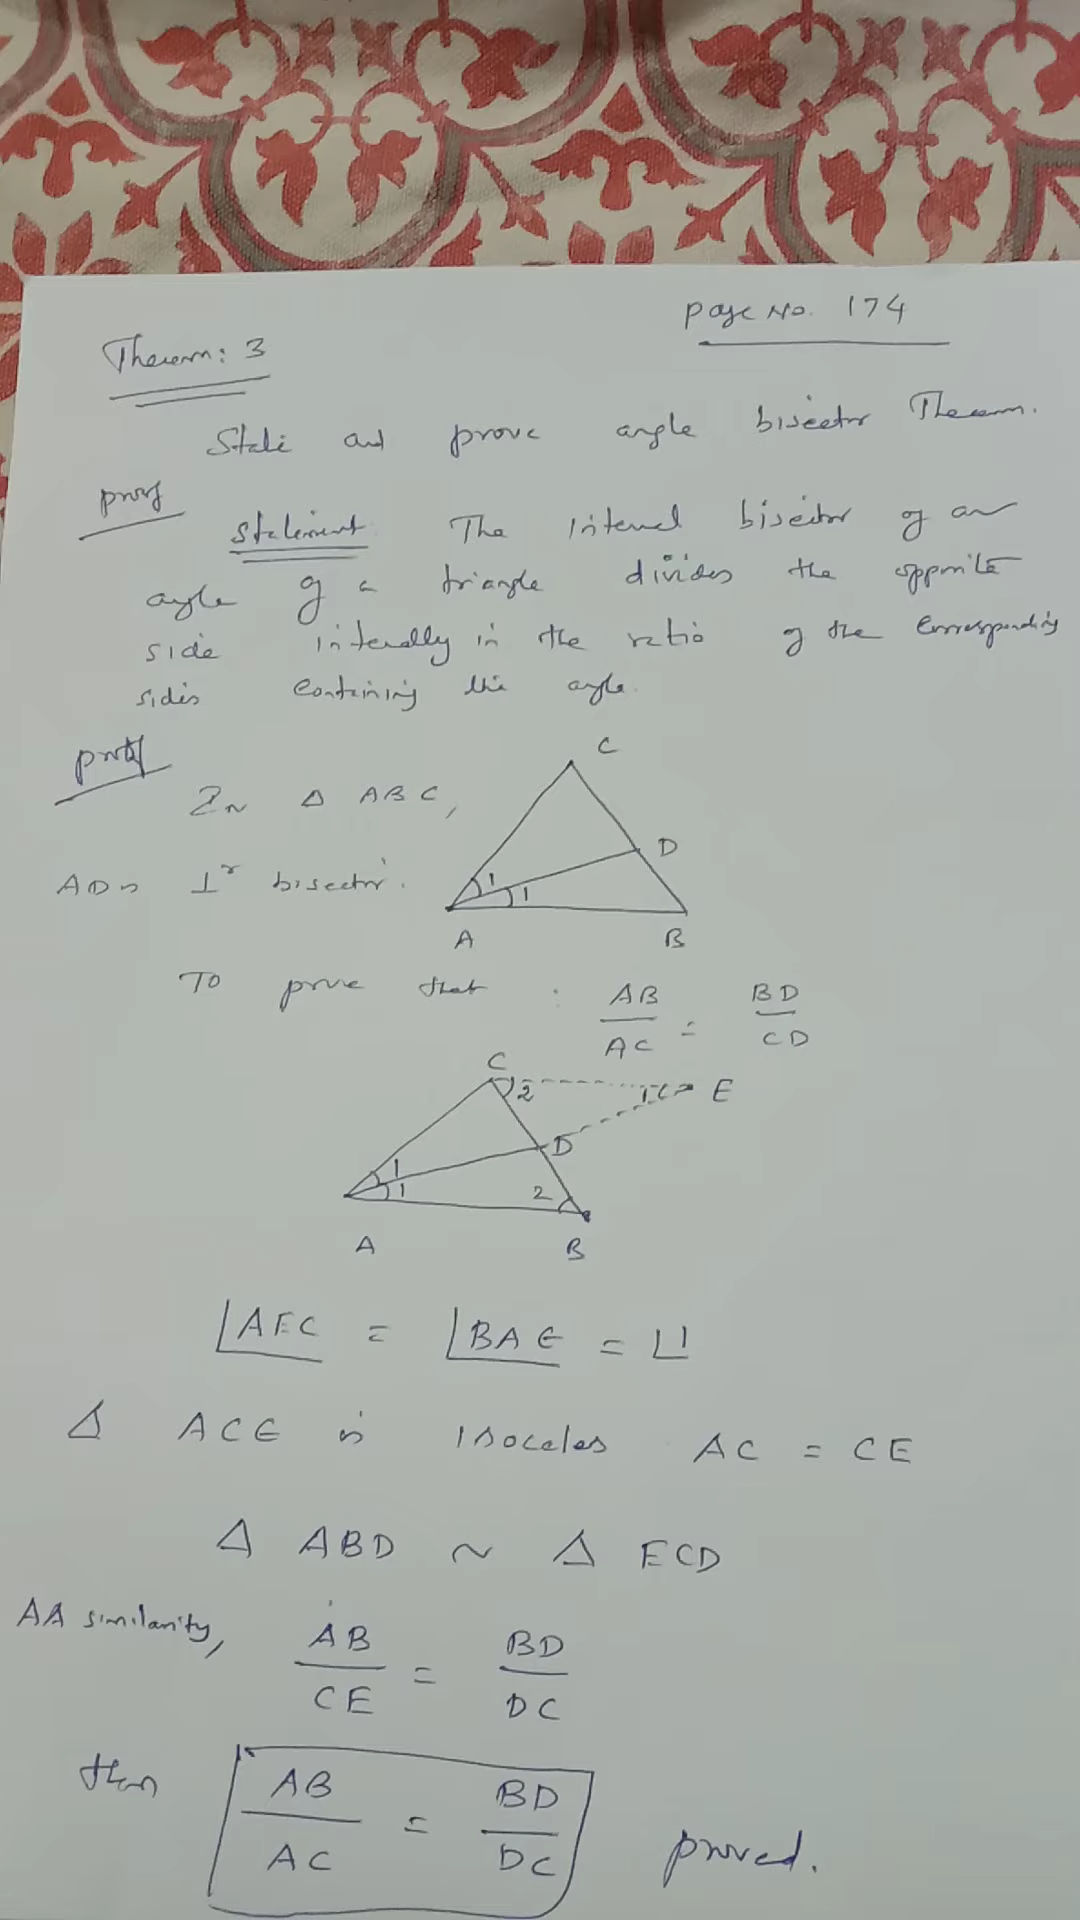 Page No. 174
Theorem: 3
State and prove angle bisector Theorem.
proof
Statement The internal bisector of an
angle of a triangle divides the opposite
side internally in the ratio of the corresponding
sides containing the angle.
proof
In Δ ABC,
C
D
AD is ⊥r bisector.
1
1
A B
To prove that : AB/AC = BD/CD
C
2 1 E
D
1
1 2
A B
∠AEC = ∠BAE = ∠1
Δ ACE is isoceles AC = CE
Δ ABD ~ Δ ECD
AA similarity, AB/CE = BD/DC
then AB/AC = BD/DC proved.